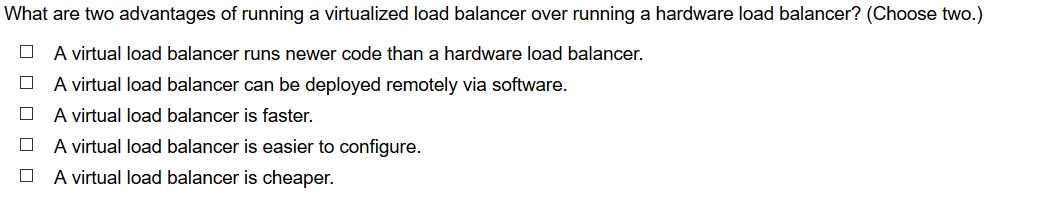 What are two advantages of running a virtualized load balancer over running a hardware load balancer? (Choose two.)
A virtual load balancer runs newer code than a hardware load balancer.
A virtual load balancer can be deployed remotely via software.
A virtual load balancer is faster.
A virtual load balancer is easier to configure.
A virtual load balancer is cheaper.